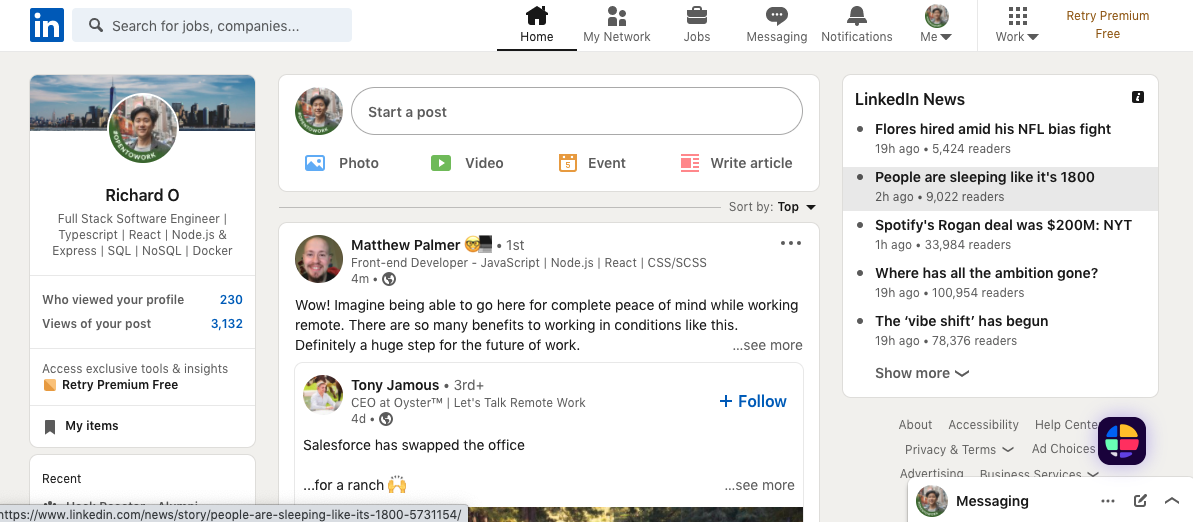 in
Search for jobs, companies...
Home
My Network
Jobs
Messaging
Notifications
Me
Work
Retry Premium
Free
#OPENTOWORK
Richard O
Full Stack Software Engineer |
Typescript | React | Node.js &
Express | SQL | NoSQL | Docker
Who viewed your profile 230
Views of your post 3,132
Access exclusive tools & insights
Retry Premium Free
My items
Recent
https://www.linkedin.com/news/story/people-are-sleeping-like-its-1800-5731154/
Start a post
Photo
Video
5
Event
Write article
Sort by: Top
Matthew Palmer • 1st
Front-end Developer - JavaScript | Node.js | React | CSS/SCSS
4m •
Wow! Imagine being able to go here for complete peace of mind while working
remote. There are so many benefits to working in conditions like this.
Definitely a huge step for the future of work. ...see more
Tony Jamous • 3rd+
CEO at Oyster™ | Let's Talk Remote Work
4d •
+ Follow
Salesforce has swapped the office
...for a ranch 🙌 ...see more
LinkedIn News
Flores hired amid his NFL bias fight
19h ago • 5,424 readers
People are sleeping like it's 1800
2h ago • 9,022 readers
Spotify's Rogan deal was $200M: NYT
1h ago • 33,984 readers
Where has all the ambition gone?
19h ago • 100,954 readers
The ‘vibe shift’ has begun
19h ago • 78,376 readers
Show more
About Accessibility Help Cente
Privacy & Terms Ad Choices
Advertising Business Services
Messaging